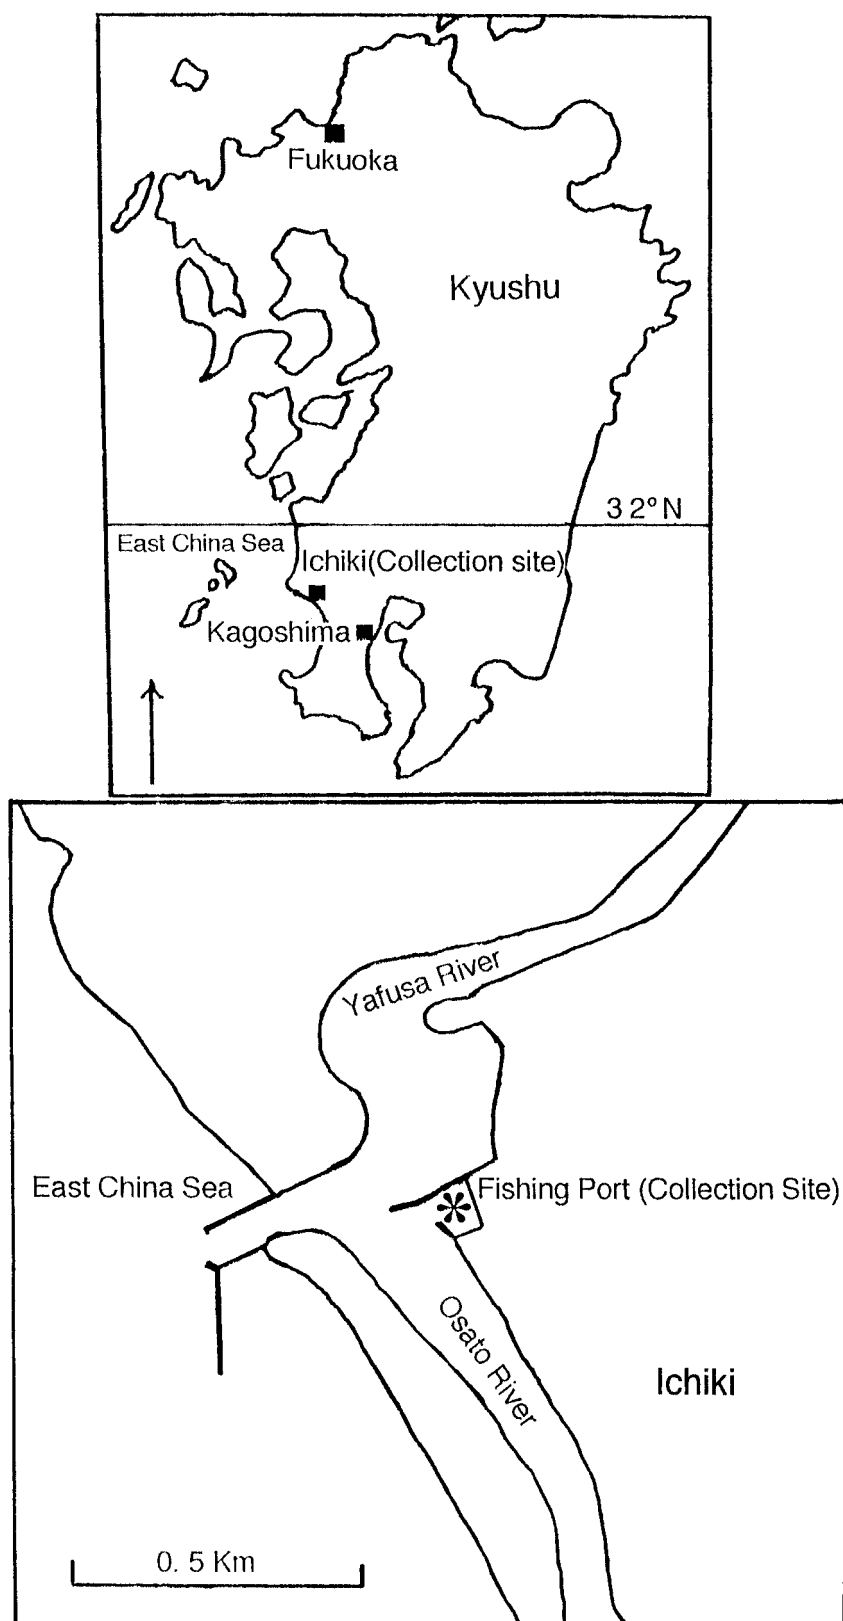 Fukuoka
Kyushu
32°N
East China Sea
Ichiki(Collection site)
Kagoshima
Yafusa River
East China Sea
Fishing Port (Collection Site)
Osato River
Ichiki
0. 5 Km